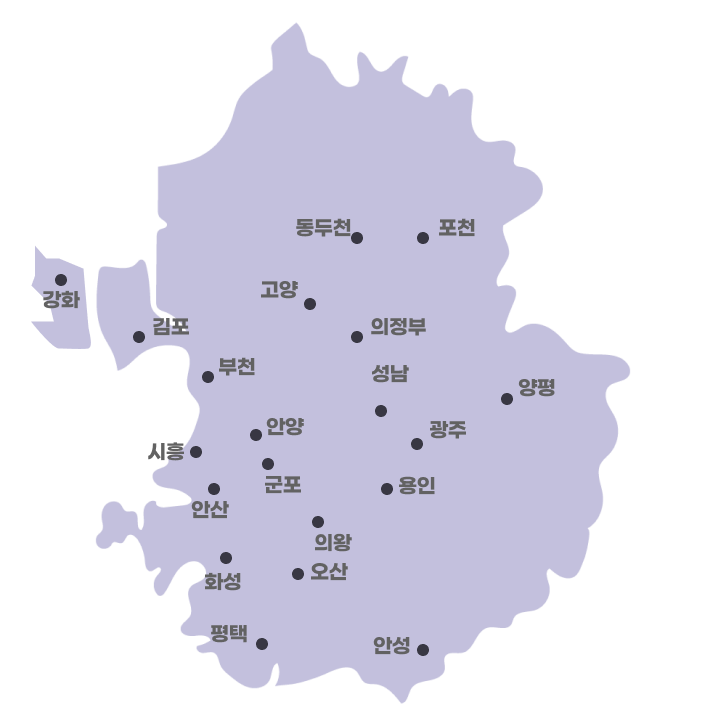 동두천
포천
고양
강화
김포
의정부
부천
성남
양평
안양
광주
시흥
군포
용인
안산
의왕
오산
화성
평택
안성